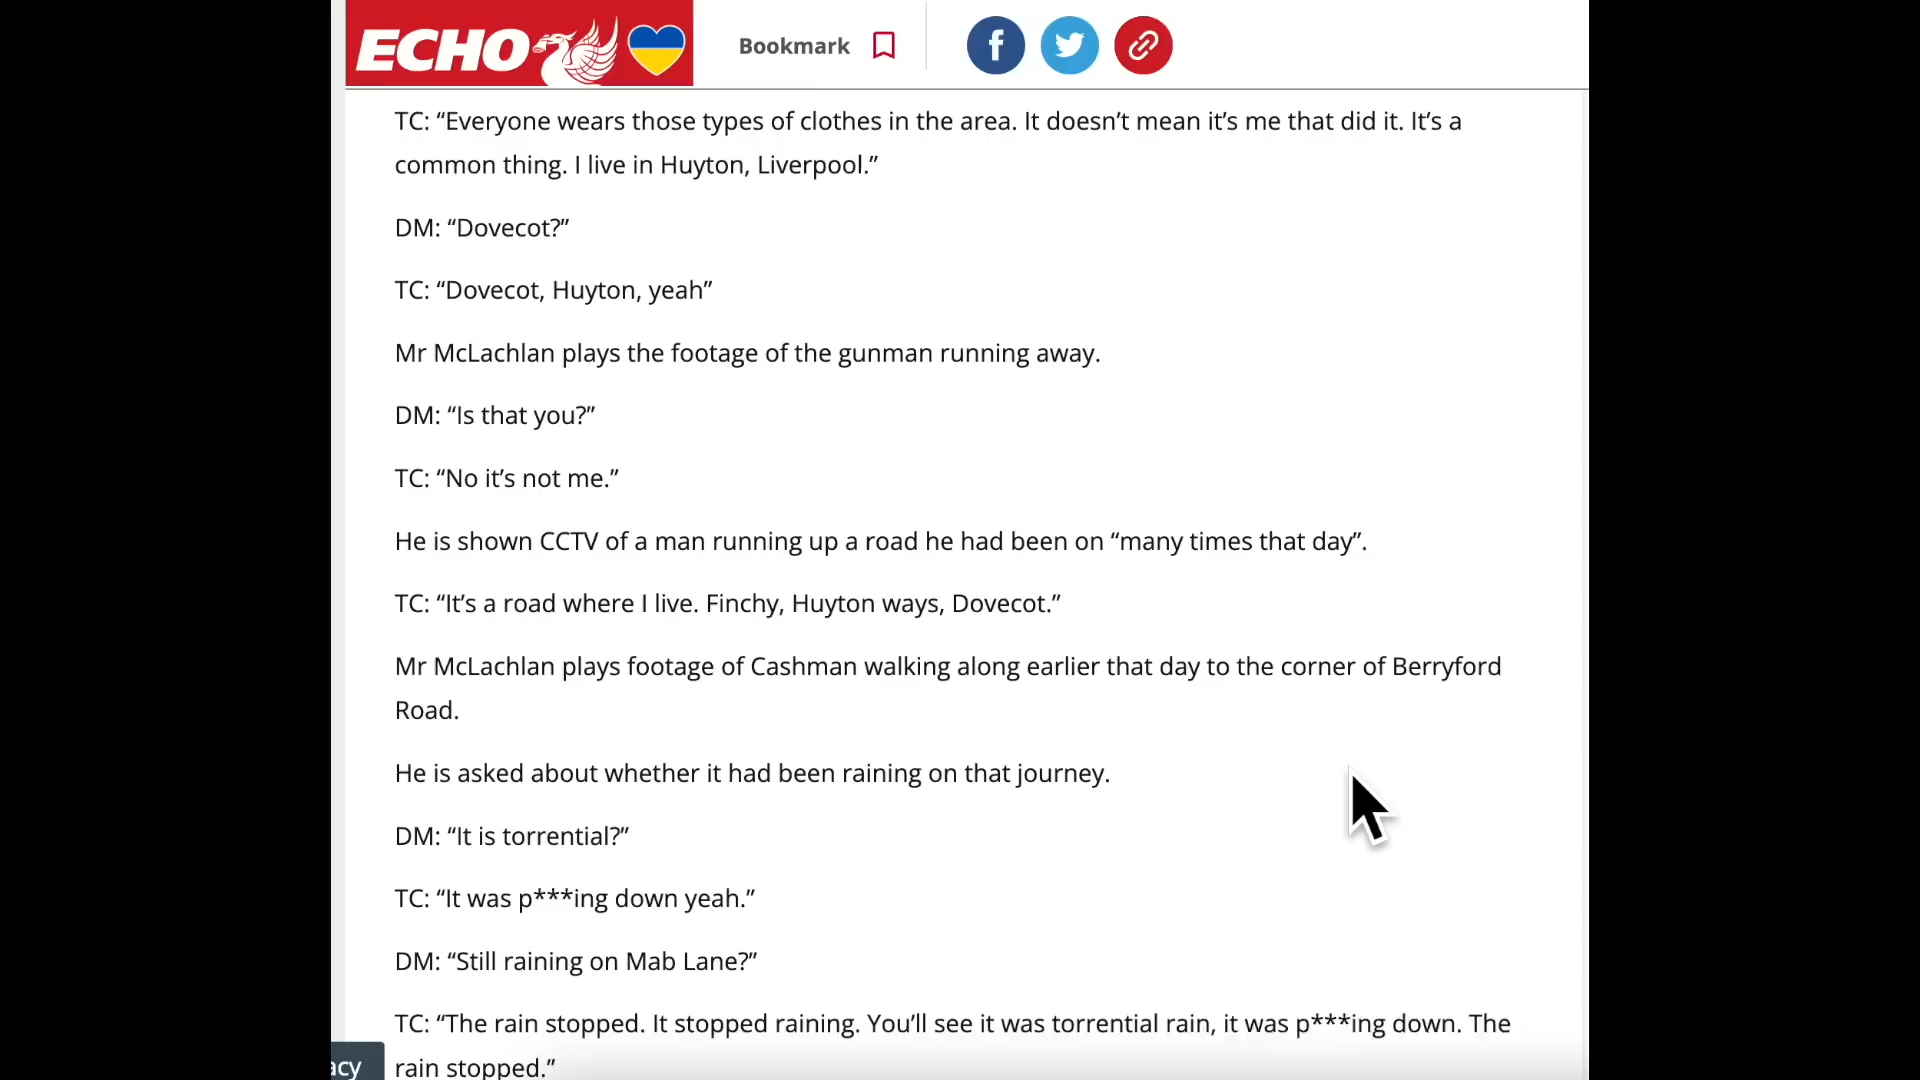 ECHO
Bookmark
TC: “Everyone wears those types of clothes in the area. It doesn’t mean it’s me that did it. It’s a
common thing. I live in Huyton, Liverpool.”
DM: “Dovecot?”
TC: “Dovecot, Huyton, yeah”
Mr McLachlan plays the footage of the gunman running away.
DM: “Is that you?”
TC: “No it’s not me.”
He is shown CCTV of a man running up a road he had been on “many times that day”.
TC: “It’s a road where I live. Finchy, Huyton ways, Dovecot.”
Mr McLachlan plays footage of Cashman walking along earlier that day to the corner of Berryford
Road.
He is asked about whether it had been raining on that journey.
DM: “It is torrential?”
TC: “It was p***ing down yeah.”
DM: “Still raining on Mab Lane?”
TC: “The rain stopped. It stopped raining. You’ll see it was torrential rain, it was p***ing down. The
rain stopped.”
acy